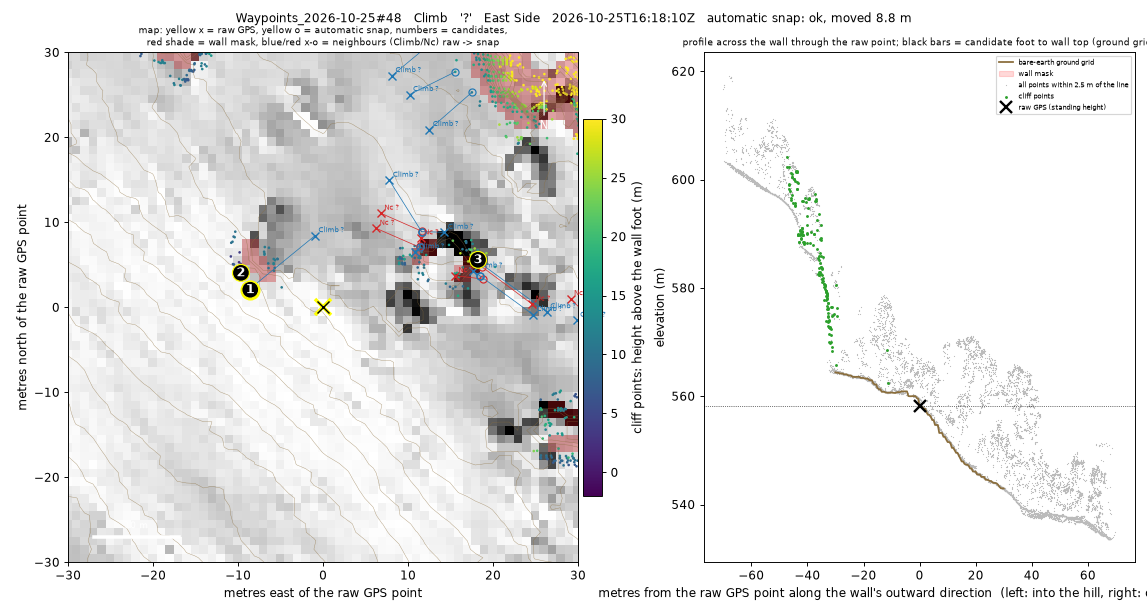 Waypoints_2026-10-25#48   Climb   '?'   East Side   2026-10-25T16:18:10Z   automatic snap: ok, moved 8.8 m
map: yellow x = raw GPS, yellow o = automatic snap, numbers = candidates,
red shade = wall mask, blue/red x-o = neighbours (Climb/Nc) raw -> snap
profile across the wall through the raw point; black bars = candidate foot to wall top (ground gri
metres north of the raw GPS point
30
20
10
0
−10
−20
−30
−30
−20
−10
0
10
20
30
metres east of the raw GPS point
Climb ?
Climb ?
Climb ?
Climb ?
Nc ?
Nc ?
Climb ?
Climb ?
1
2
3
30
25
20
15
10
5
0
cliff points: height above the wall foot (m)
elevation (m)
620
600
580
560
540
bare-earth ground grid
wall mask
all points within 2.5 m of the line
cliff points
raw GPS (standing height)
−60
−40
−20
0
20
40
60
metres from the raw GPS point along the wall's outward direction  (left: into the hill, right: